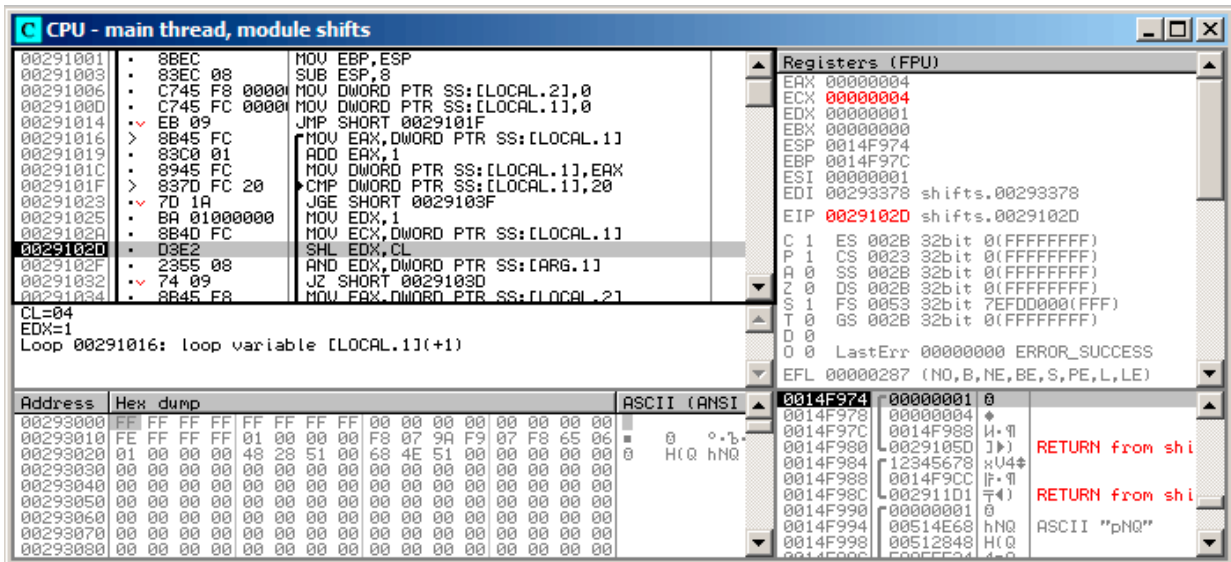 C CPU - main thread, module shifts
00291001 · 8BEC MOV EBP,ESP
00291003 · 83EC 08 SUB ESP,8
00291006 · C745 F8 0000 MOV DWORD PTR SS:[LOCAL.2],0
0029100D · C745 FC 0000 MOV DWORD PTR SS:[LOCAL.1],0
00291014 · EB 09 JMP SHORT 0029101F
00291016 > 8B45 FC MOV EAX,DWORD PTR SS:[LOCAL.1]
00291019 · 83C0 01 ADD EAX,1
0029101C · 8945 FC MOV DWORD PTR SS:[LOCAL.1],EAX
0029101F > 837D FC 20 CMP DWORD PTR SS:[LOCAL.1],20
00291023 · 7D 1A JGE SHORT 0029103F
00291025 · BA 01000000 MOV EDX,1
0029102A · 8B4D FC MOV ECX,DWORD PTR SS:[LOCAL.1]
0029102D · D3E2 SHL EDX,CL
0029102F · 2355 08 AND EDX,DWORD PTR SS:[ARG.1]
00291032 · 74 09 JZ SHORT 0029103D
00291034 · 8B45 F8 MOV EAX,DWORD PTR SS:[LOCAL.2]
CL=04
EDX=1
Loop 00291016: loop variable [LOCAL.1](+1)
Registers (FPU)
EAX 00000004
ECX 00000004
EDX 00000001
EBX 00000000
ESP 0014F974
EBP 0014F97C
ESI 00000001
EDI 00293378 shifts.00293378
EIP 0029102D shifts.0029102D
C 1 ES 002B 32bit 0(FFFFFFFF)
P 1 CS 0023 32bit 0(FFFFFFFF)
A 0 SS 002B 32bit 0(FFFFFFFF)
Z 0 DS 002B 32bit 0(FFFFFFFF)
S 1 FS 0053 32bit 7EFDD000(FFF)
T 0 GS 002B 32bit 0(FFFFFFFF)
D 0
O 0 LastErr 00000000 ERROR_SUCCESS
EFL 00000287 (NO,B,NE,BE,S,PE,L,LE)
Address Hex dump ASCII (ANSI
00293000 FF FF FF FF FF FF FF FF 00 00 00 00 00 00 00 00
00293010 FE FF FF FF 01 00 00 00 F8 07 9A F9 07 F8 65 06
00293020 01 00 00 00 48 28 51 00 68 4E 51 00 00 00 00 00 H(Q hNQ
00293030 00 00 00 00 00 00 00 00 00 00 00 00 00 00 00 00
00293040 00 00 00 00 00 00 00 00 00 00 00 00 00 00 00 00
00293050 00 00 00 00 00 00 00 00 00 00 00 00 00 00 00 00
00293060 00 00 00 00 00 00 00 00 00 00 00 00 00 00 00 00
00293070 00 00 00 00 00 00 00 00 00 00 00 00 00 00 00 00
00293080 00 00 00 00 00 00 00 00 00 00 00 00 00 00 00 00
0014F974 00000001
0014F978 00000004 ♦
0014F97C 0014F988
0014F980 0029105D ]►) RETURN from shi
0014F984 12345678 xV4↕
0014F988 0014F9CC
0014F98C 002911D1 ╤◄) RETURN from shi
0014F990 00000001
0014F994 00514E68 hNQ ASCII "pNQ"
0014F998 00512848 H(Q